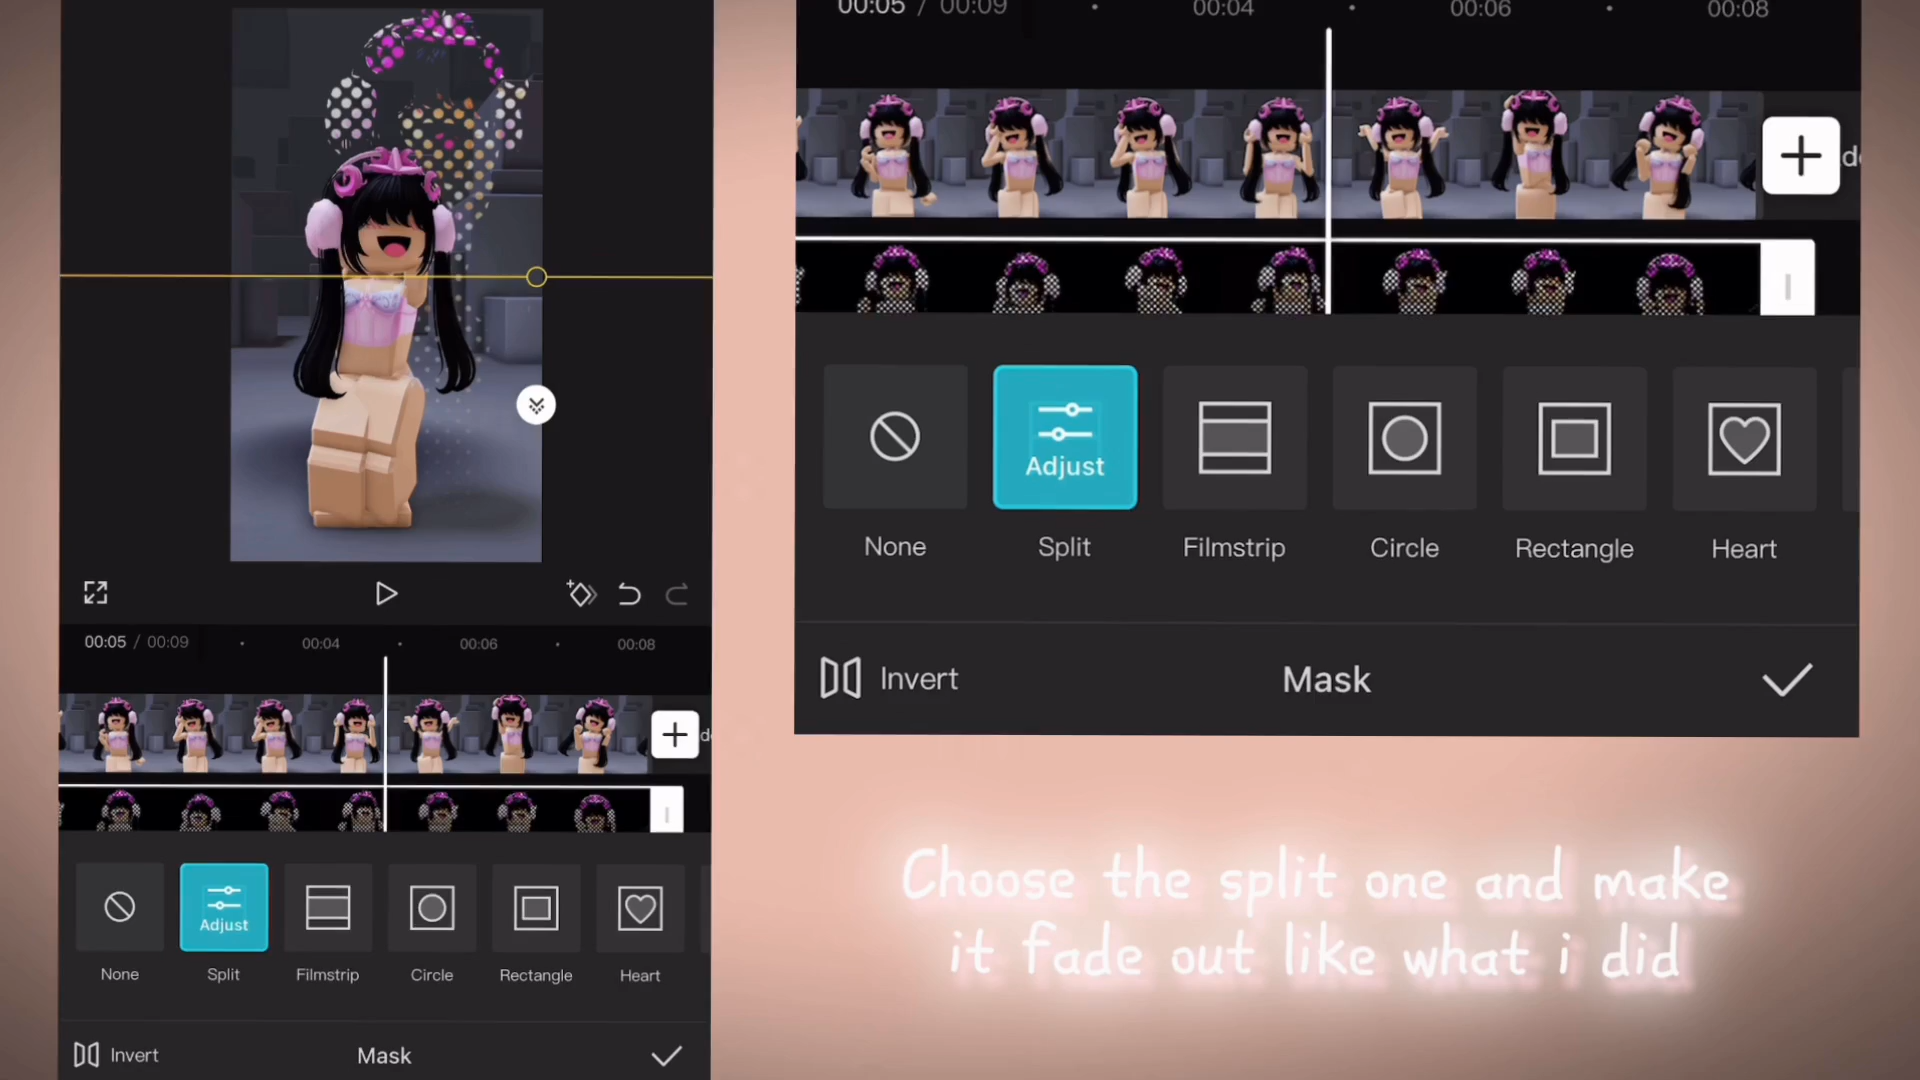 00:05 / 00:09
00:04
00:06
00:08
Adjust
None
Split
Filmstrip
Circle
Rectangle
Heart
Invert
Mask
00:05 / 00:09
00:04
00:06
00:08
Adjust
None
Split
Filmstrip
Circle
Rectangle
Heart
Invert
Mask
Choose the split one and make
it fade out like what i did